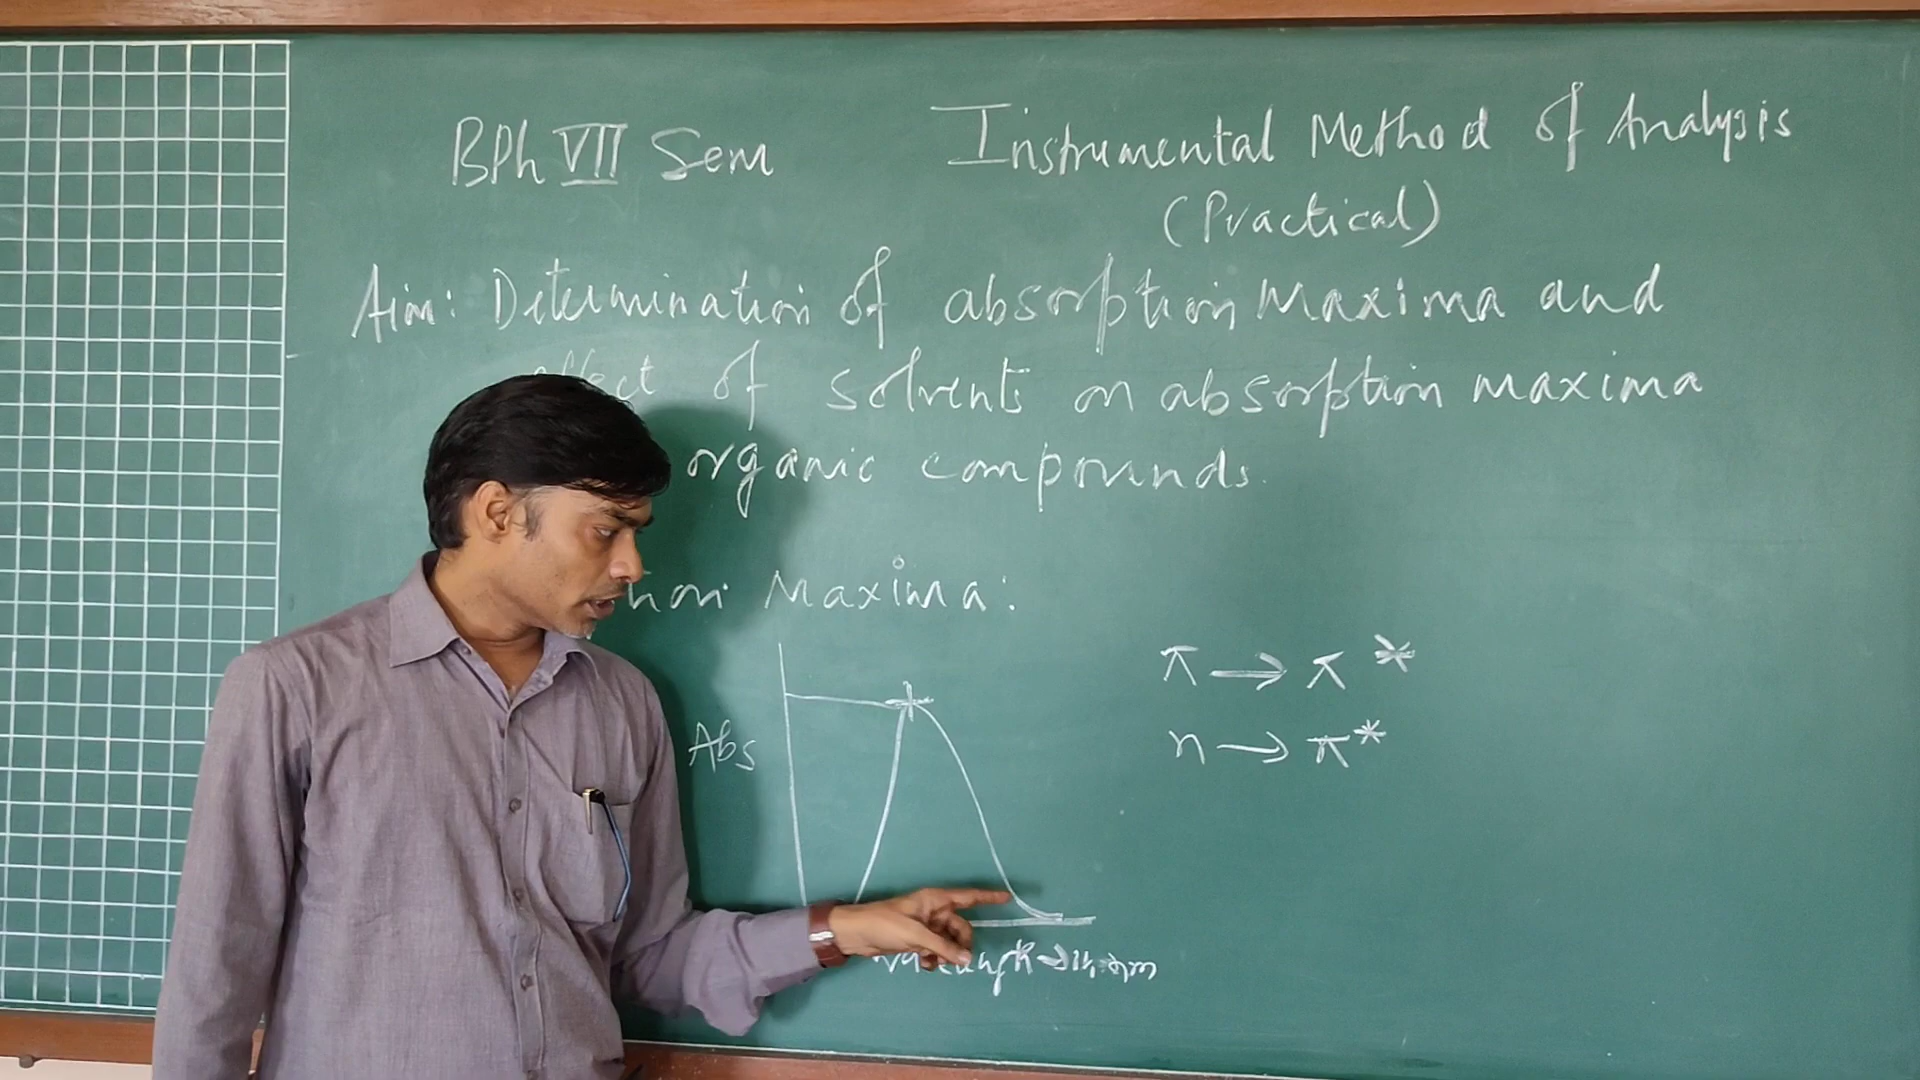 BPh VII Sem
Instrumental Method of Analysis
(Practical)
Aim: Determination of absorption Maxima and
effect of solvents on absorption maxima
organic compounds.
Maxima:
π → π*
Abs
n → π*